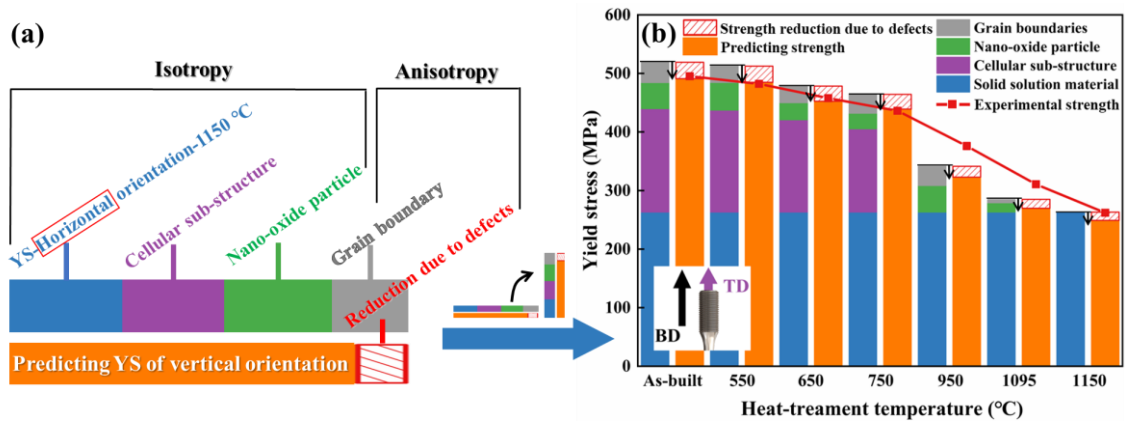 (a)
Isotropy
Anisotropy
YS-Horizontal orientation-1150 °C
Cellular sub-structure
Nano-oxide particle
Grain boundary
Reduction due to defects
Predicting YS of vertical orientation
(b)
Strength reduction due to defects
Predicting strength
Grain boundaries
Nano-oxide particle
Cellular sub-structure
Solid solution material
Experimental strength
Yield stress (MPa)
600
500
400
300
200
100
0
BD
TD
As-built 550 650 750 950 1095 1150
Heat-treament temperature (°C)